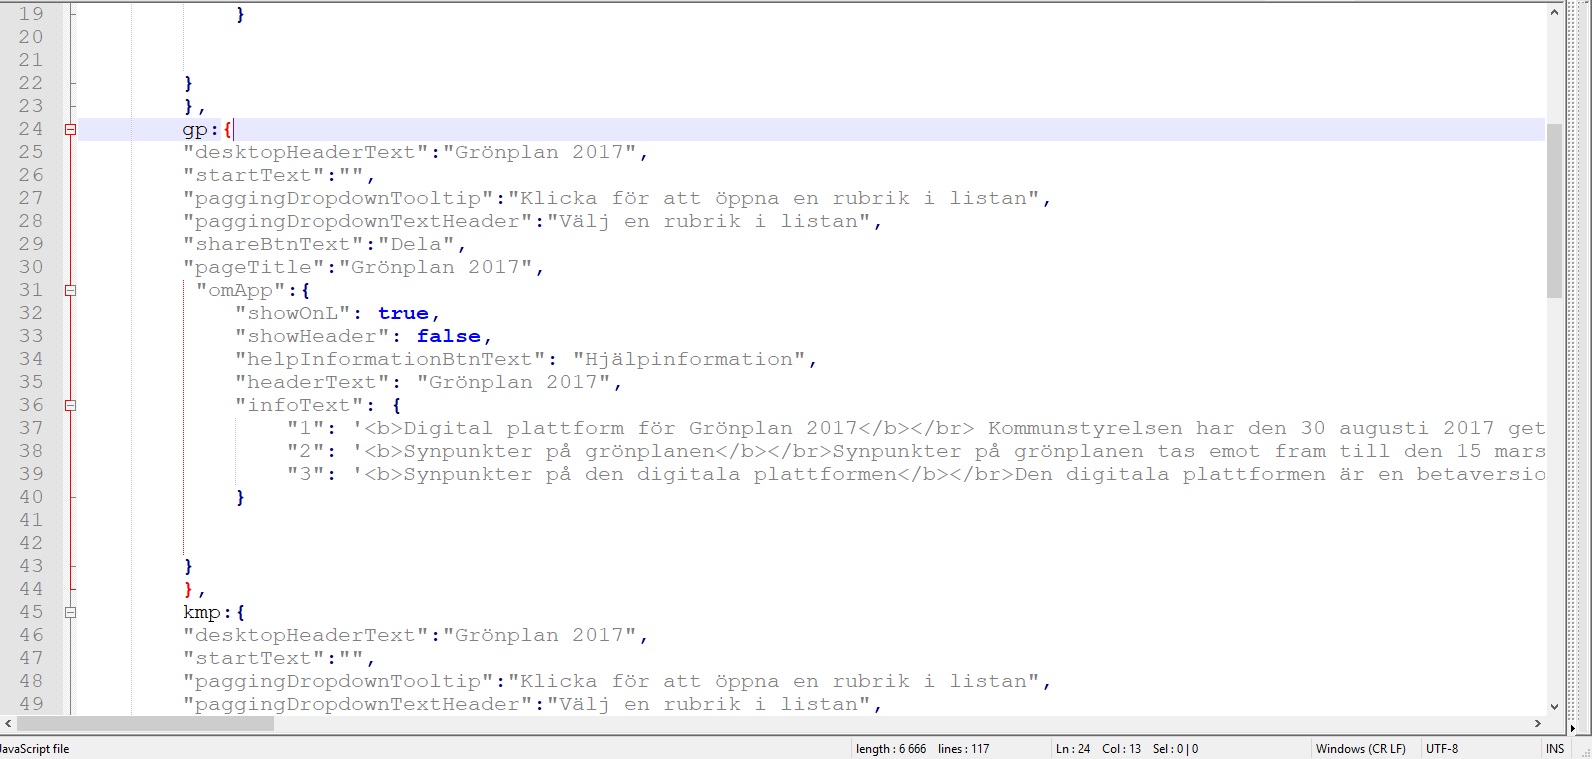 19 }
20
21
22 }
23 },
24 gp:{
25 "desktopHeaderText":"Grönplan 2017",
26 "startText":"",
27 "paggingDropdownTooltip":"Klicka för att öppna en rubrik i listan",
28 "paggingDropdownTextHeader":"Välj en rubrik i listan",
29 "shareBtnText":"Dela",
30 "pageTitle":"Grönplan 2017",
31 "omApp":{
32 "showOnL": true,
33 "showHeader": false,
34 "helpInformationBtnText": "Hjälpinformation",
35 "headerText": "Grönplan 2017",
36 "infoText": {
37 "1": '<b>Digital plattform för Grönplan 2017</b></br> Kommunstyrelsen har den 30 augusti 2017 get
38 "2": '<b>Synpunkter på grönplanen</b></br>Synpunkter på grönplanen tas emot fram till den 15 mars
39 "3": '<b>Synpunkter på den digitala plattformen</b></br>Den digitala plattformen är en betaversio
40 }
41
42
43 }
44 },
45 kmp:{
46 "desktopHeaderText":"Grönplan 2017",
47 "startText":"",
48 "paggingDropdownTooltip":"Klicka för att öppna en rubrik i listan",
49 "paggingDropdownTextHeader":"Välj en rubrik i listan",
JavaScript file length : 6 666 lines : 117 Ln : 24 Col : 13 Sel : 0 | 0 Windows (CR LF) UTF-8 INS